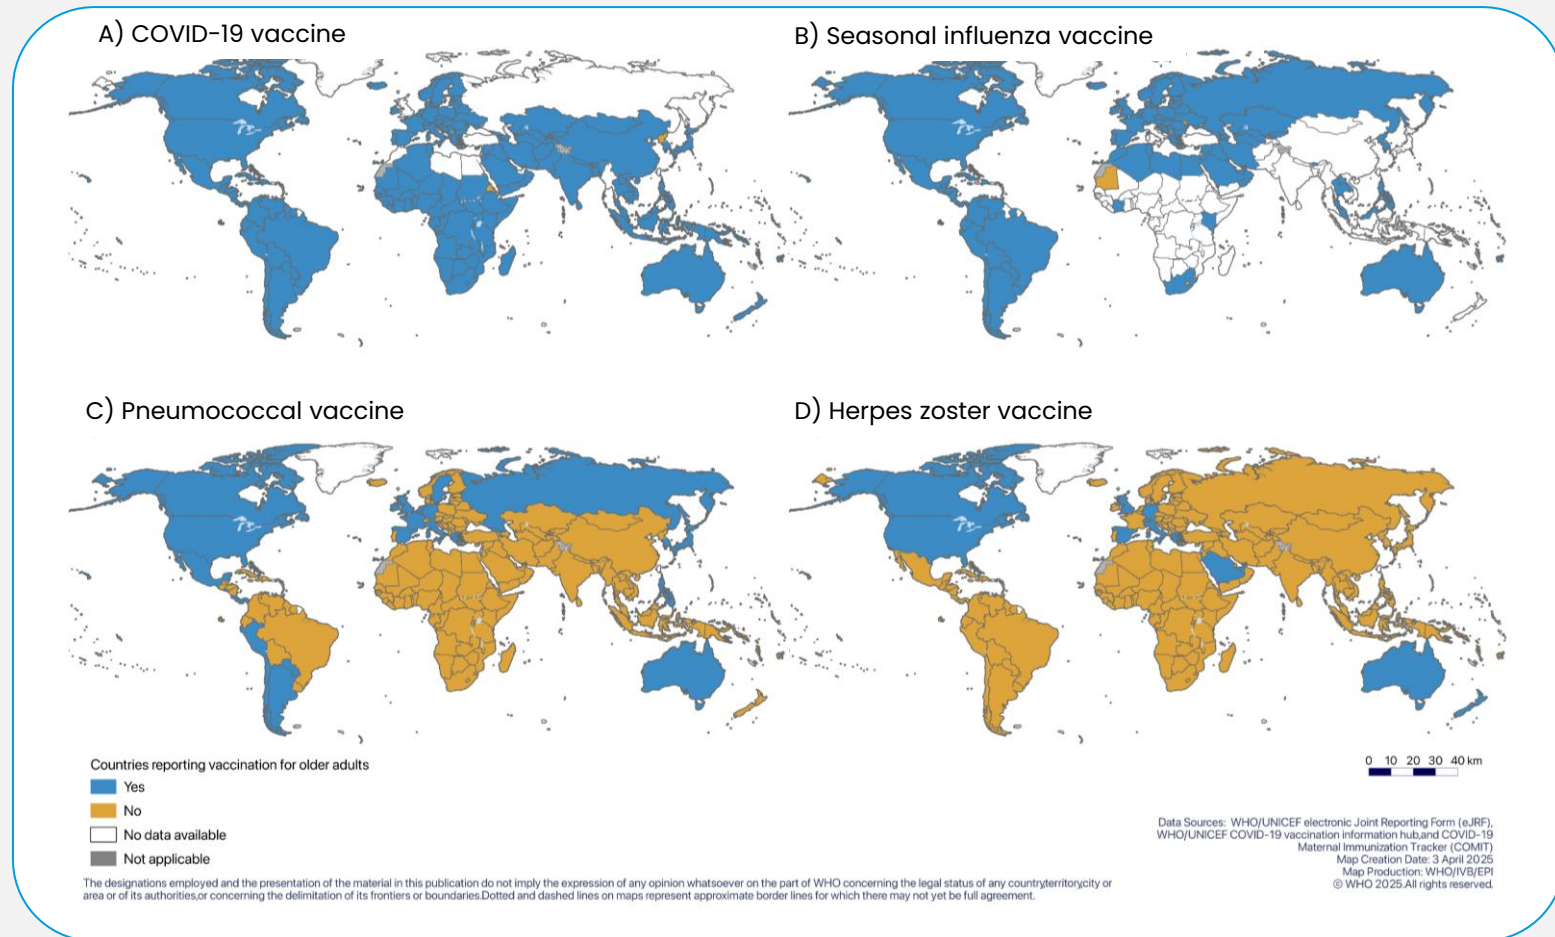 A) COVID-19 vaccine
B) Seasonal influenza vaccine
C) Pneumococcal vaccine
D) Herpes zoster vaccine
Countries reporting vaccination for older adults
Yes
No
No data available
Not applicable
0 10 20 30 40 km
Data Sources: WHO/UNICEF electronic Joint Reporting Form (eJRF),
WHO/UNICEF COVID-19 vaccination information hub,and COVID-19
Maternal Immunization Tracker (COMIT)
Map Creation Date: 3 April 2025
Map Production: WHO/IVB/EPI
© WHO 2025.All rights reserved.
The designations employed and the presentation of the material in this publication do not imply the expression of any opinion whatsoever on the part of WHO concerning the legal status of any country,territory,city or
area or of its authorities,or concerning the delimitation of its frontiers or boundaries.Dotted and dashed lines on maps represent approximate border lines for which there may not yet be full agreement.